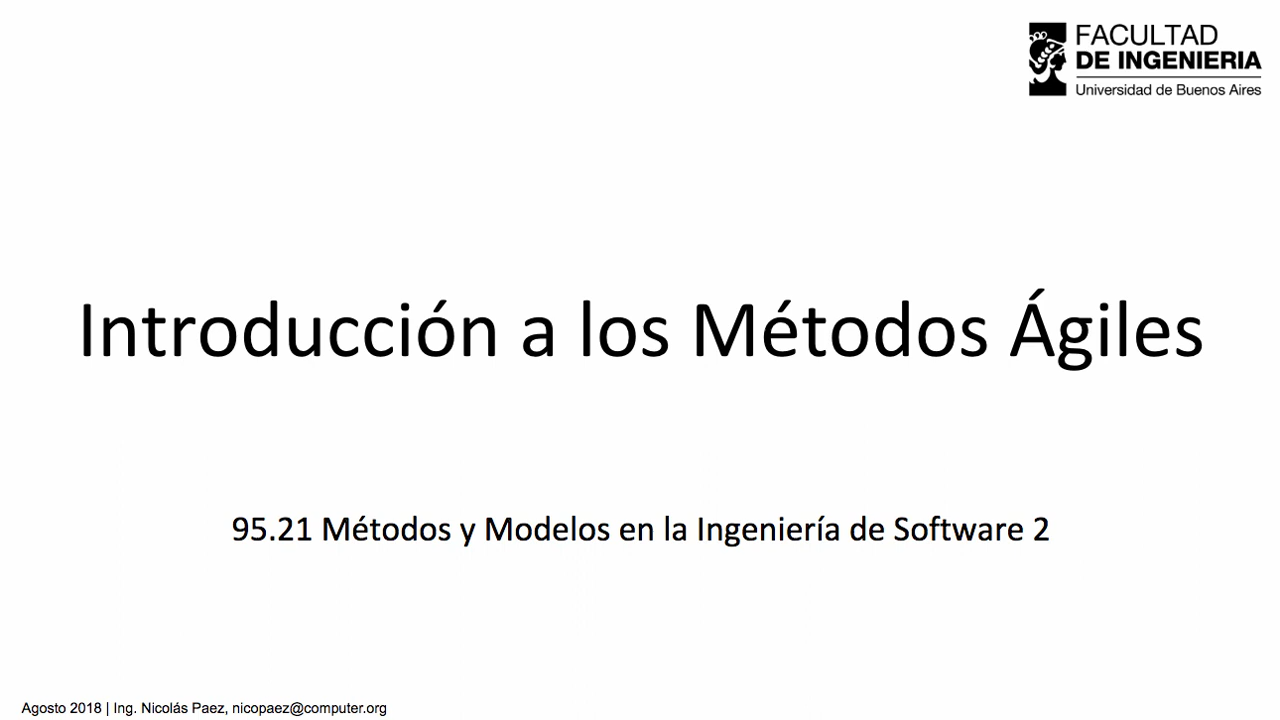 FACULTAD
DE INGENIERIA
Universidad de Buenos Aires
Introducción a los Métodos Ágiles
95.21 Métodos y Modelos en la Ingeniería de Software 2
Agosto 2018 | Ing. Nicolás Paez, nicopaez@computer.org